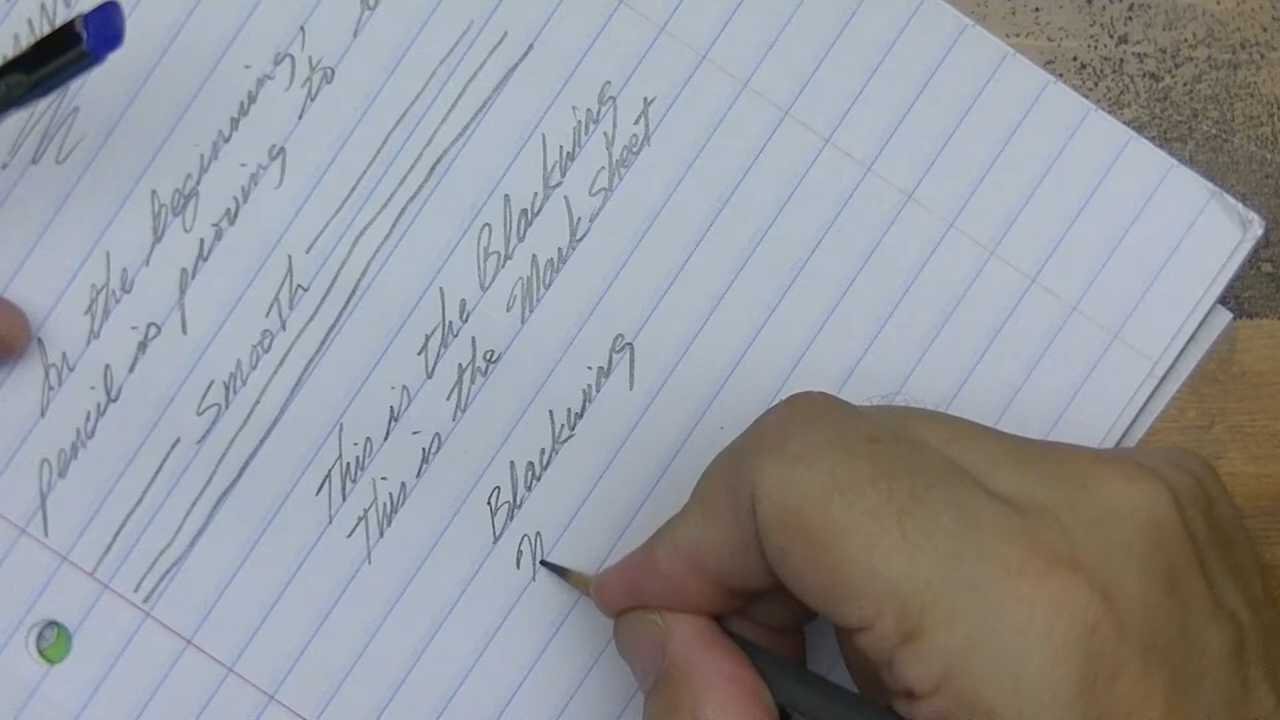 In the beginning,
pencil is proving to
Smooth
This is the Blackwing
This is the Mark Sheet
Blackwing
M